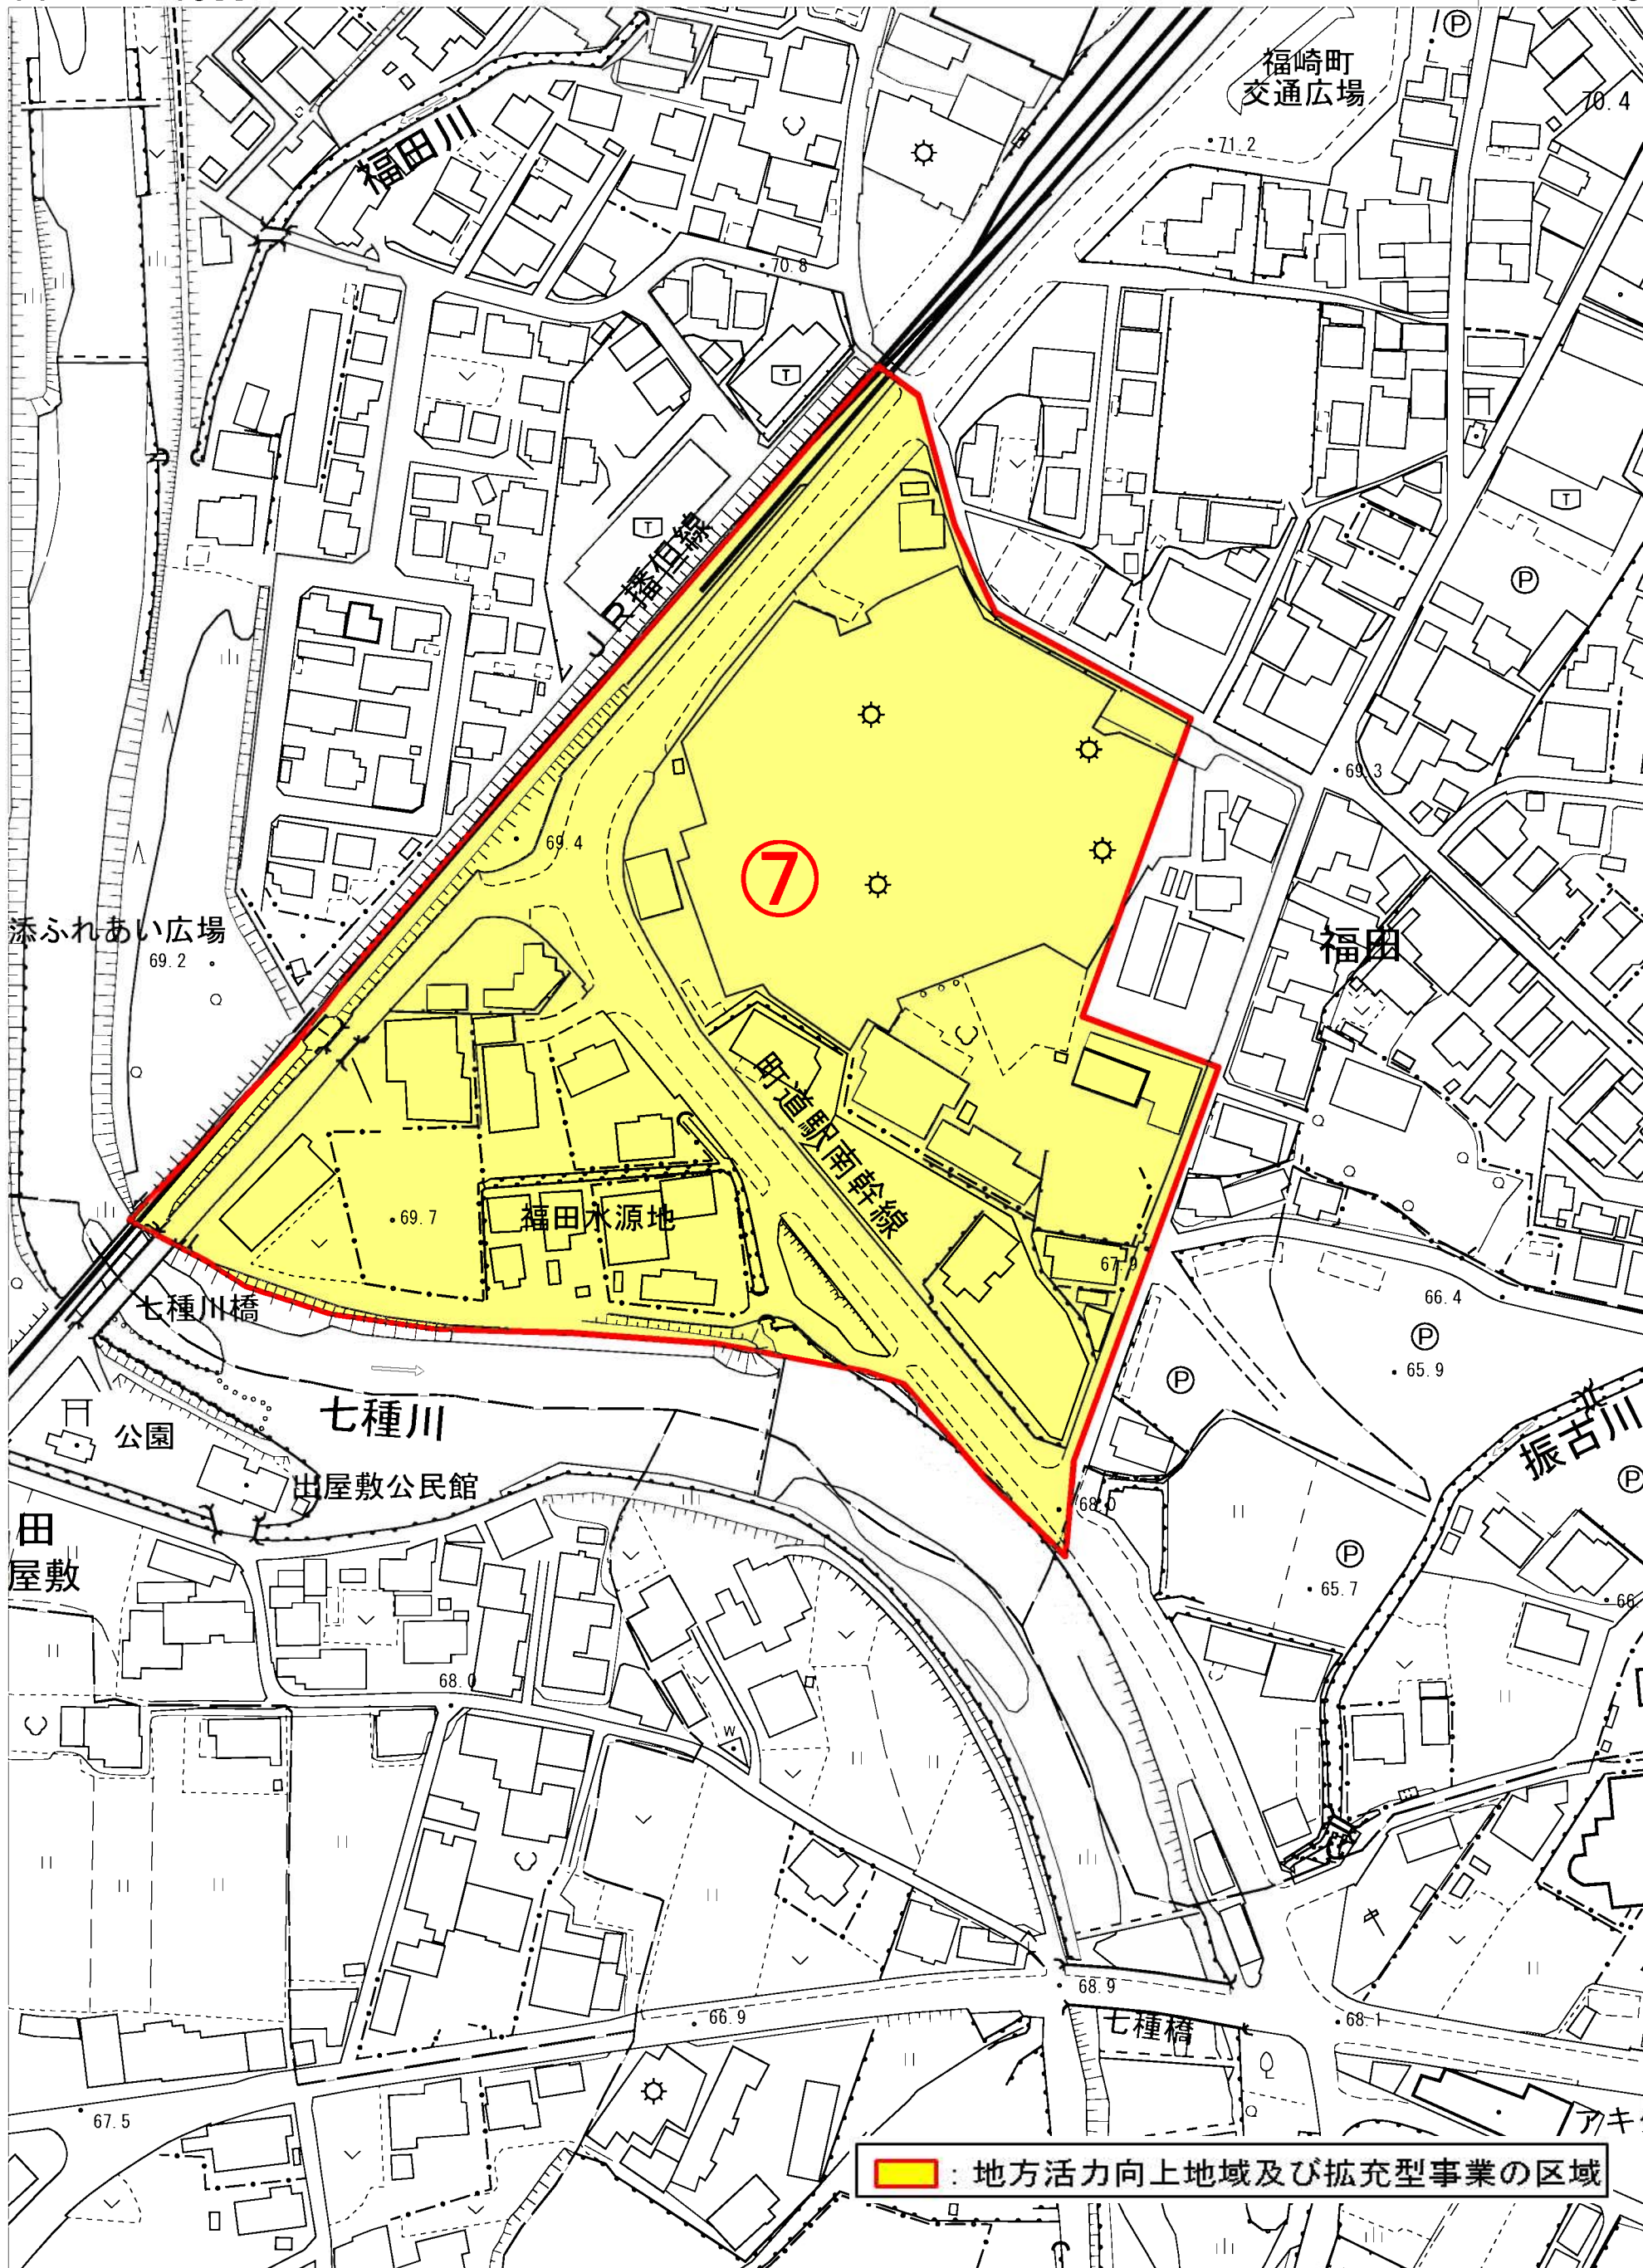 福崎町
交通広場
70.4
71.2
福田川
70.8
JR播但線
69.3
69.4
⑦
添ふれあい広場
69.2
福田
町道駅南幹線
69.7
福田水源地
67.9
66.4
七種川橋
65.9
七種川
公園
振古川
出屋敷公民館
68.0
田
屋敷
65.7
66.
68.0
W
68.9
66.9
七種橋
68.1
67.5
アキ
：地方活力向上地域及び拡充型事業の区域